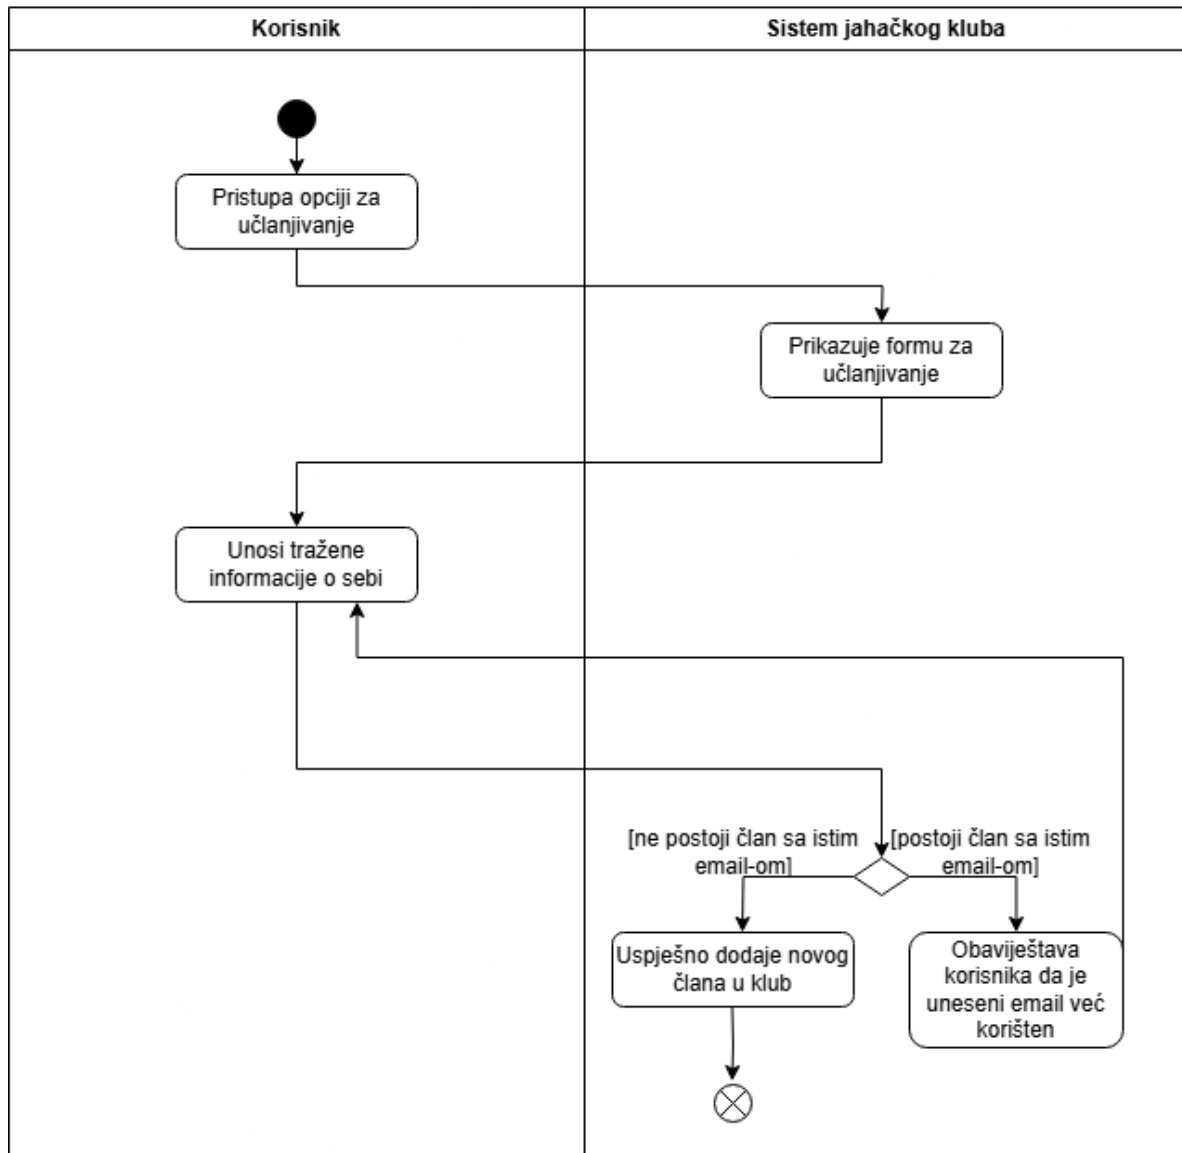 Korisnik
Sistem jahačkog kluba
Pristupa opciji za
učlanjivanje
Prikazuje formu za
učlanjivanje
Unosi tražene
informacije o sebi
[ne postoji član sa istim
email-om]
[postoji član sa istim
email-om]
Uspješno dodaje novog
člana u klub
Obaviještava
korisnika da je
uneseni email već
korišten